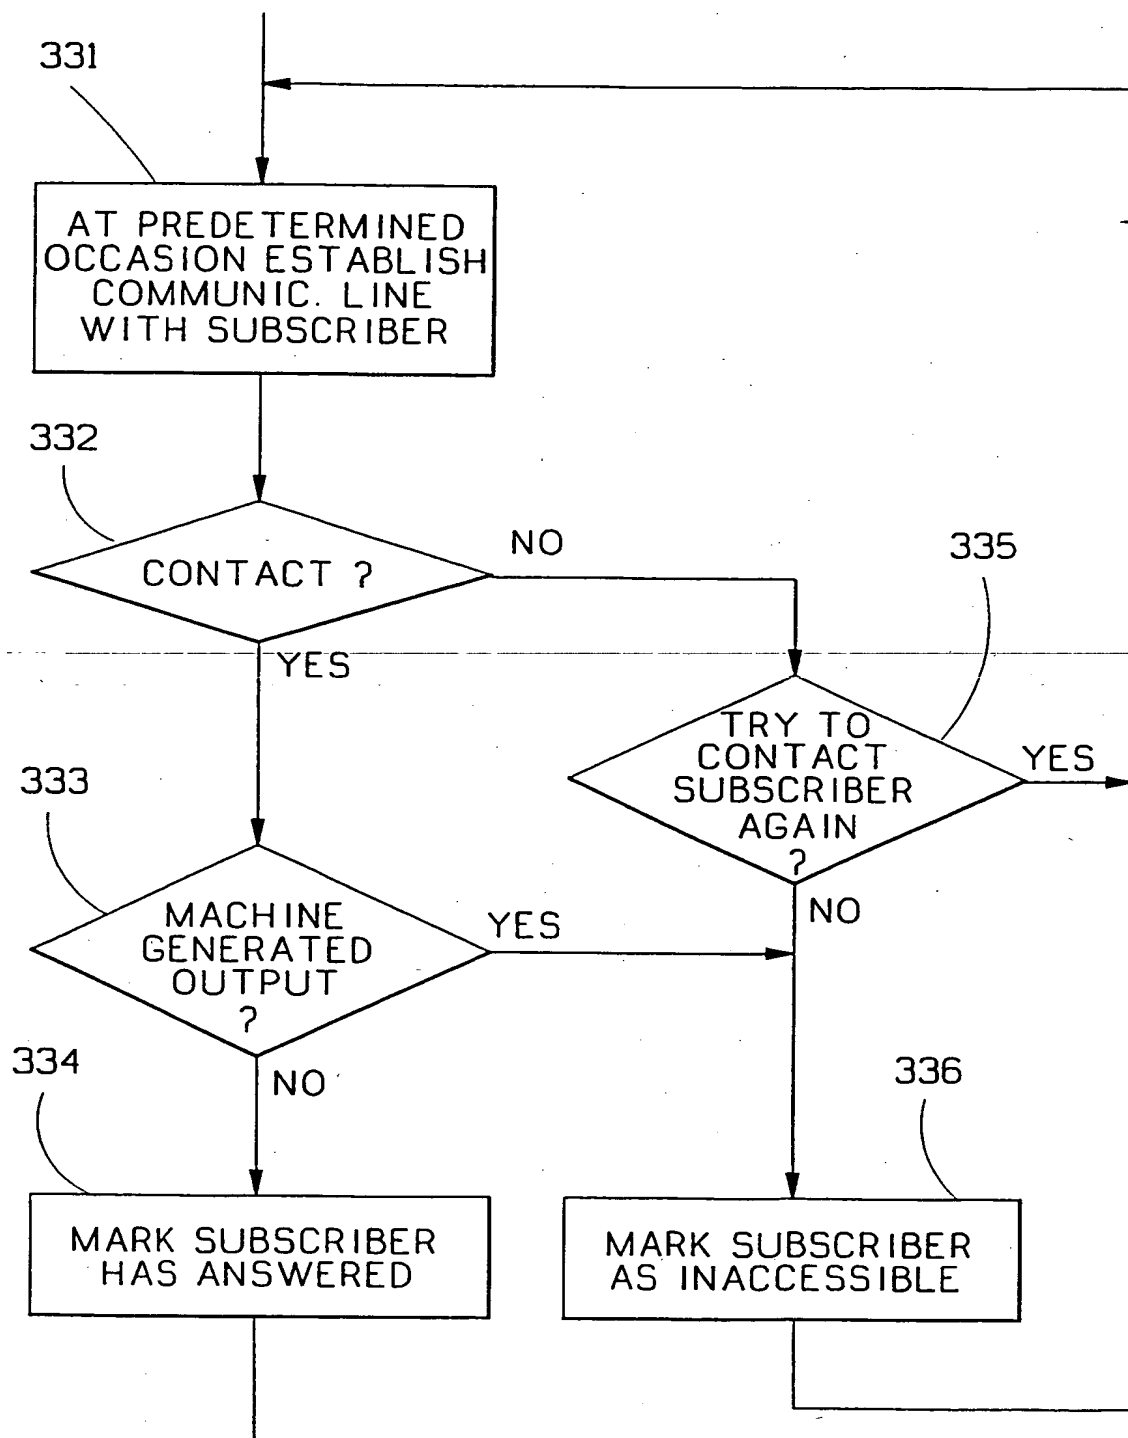 331
AT PREDETERMINED
OCCASION ESTABLISH
COMMUNIC. LINE
WITH SUBSCRIBER
332
CONTACT ?
NO
YES
335
TRY TO
CONTACT
SUBSCRIBER
AGAIN
?
YES
NO
333
MACHINE
GENERATED
OUTPUT
?
YES
NO
334
MARK SUBSCRIBER
HAS ANSWERED
336
MARK SUBSCRIBER
AS INACCESSIBLE